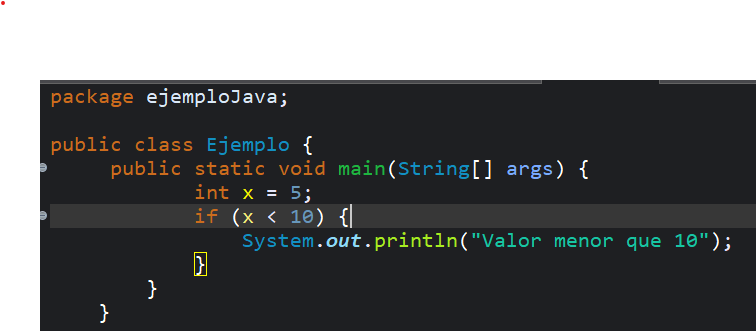 package ejemploJava;
public class Ejemplo {
public static void main(String[] args) {
int x = 5;
if (x < 10) {
System.out.println("Valor menor que 10");
}
}
}